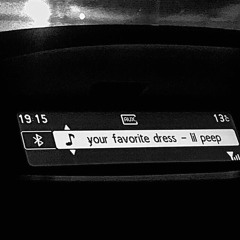 19:15 AUX 13
your favorite dress - lil peep